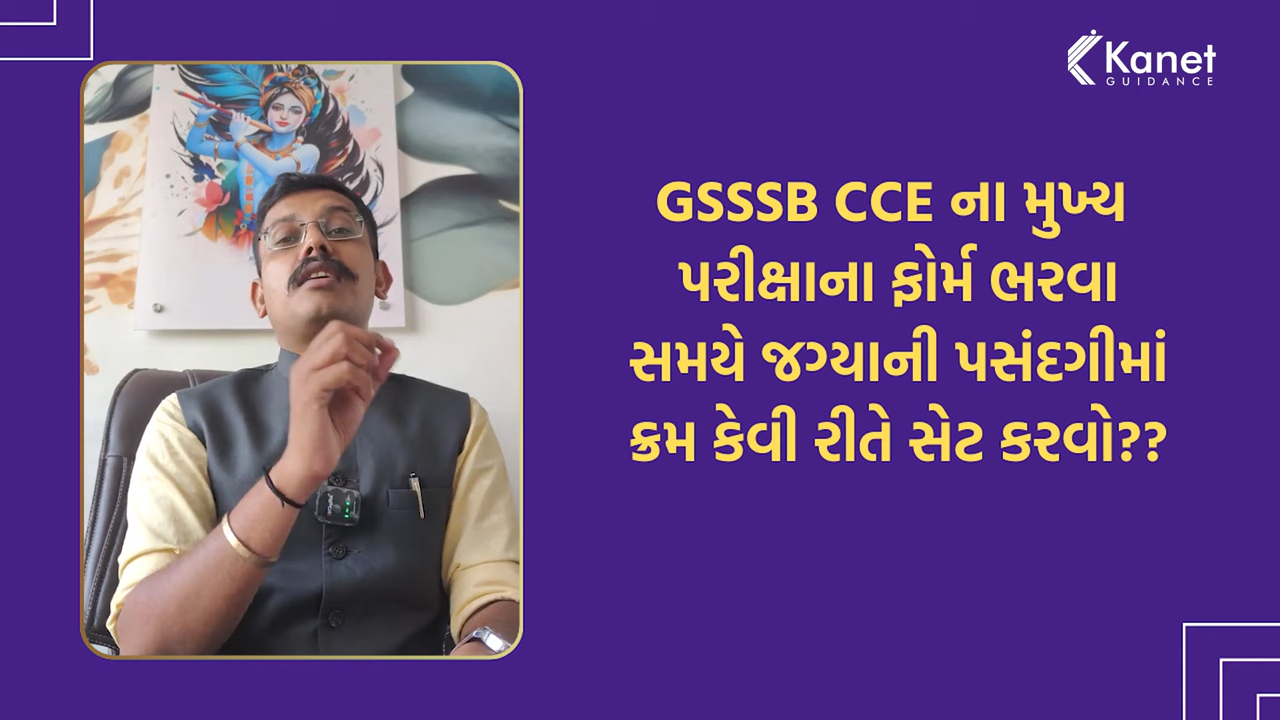 Kanet
GUIDANCE
GSSSB CCE ના મુખ્ય
પરીક્ષાના ફોર્મ ભરવા
સમયે જગ્યાની પસંદગીમાં
ક્રમ કેવી રીતે સેટ કરવો??